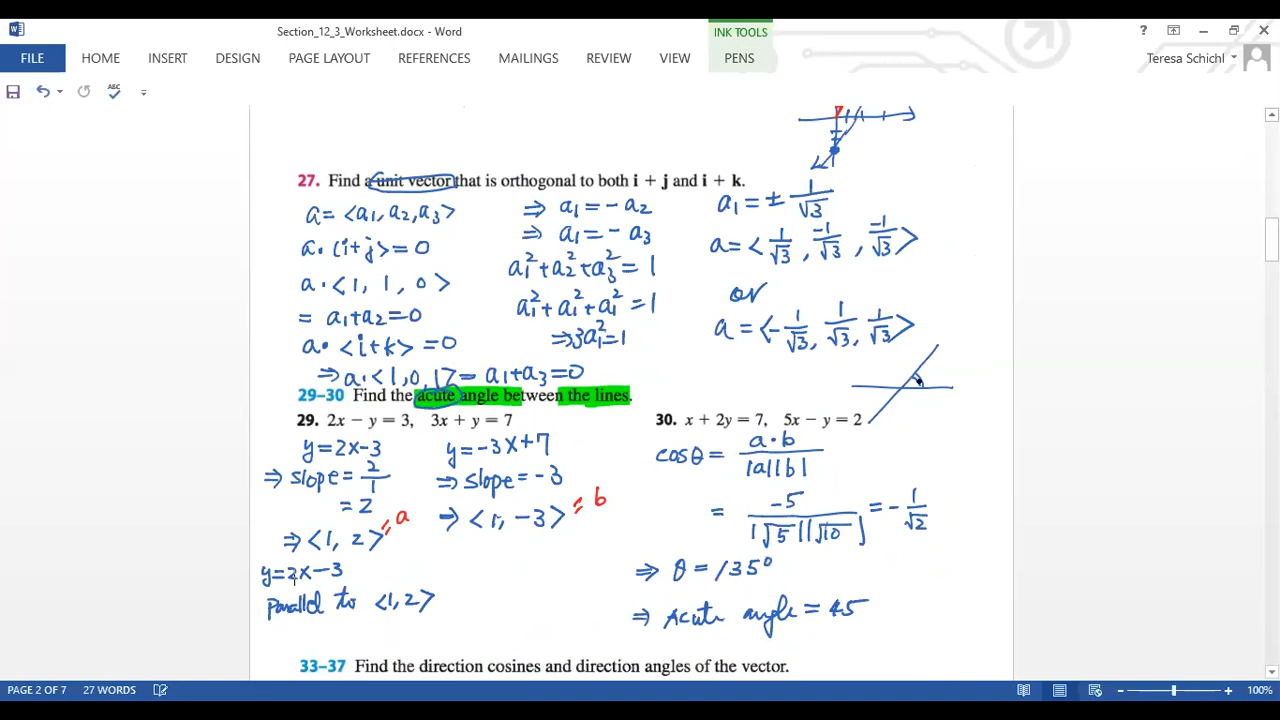 Section_12_3_Worksheet.docx - Word
INK TOOLS
?
FILE HOME INSERT DESIGN PAGE LAYOUT REFERENCES MAILINGS REVIEW VIEW PENS
Teresa Schichl
ABC
27. Find a unit vector that is orthogonal to both i + j and i + k.
a = <a1, a2, a3>
a · <i+j> = 0
a · <1, 1, 0>
= a1+a2 = 0
a · <i+k> = 0
⇒ a · <1, 0, 1> = a1+a3 = 0
⇒ a1 = - a2
⇒ a1 = - a3
a1² + a2² + a3² = 1
a1² + a1² + a1² = 1
⇒ 3a1² = 1
a1 = ± 1/√3
a = < 1/√3, -1/√3, -1/√3 >
or
a = <- 1/√3, 1/√3, 1/√3 >
29–30 Find the acute angle between the lines.
29. 2x − y = 3, 3x + y = 7
y = 2x-3
⇒ slope = 2/1
= 2
⇒ <1, 2> = a
y = 2x-3
parallel to <1, 2>
y = -3x+7
⇒ slope = -3
⇒ <1, -3> = b
30. x + 2y = 7, 5x − y = 2
cosθ = a · b / |a||b|
= -5 / |√5||√10| = - 1/√2
⇒ θ = 135°
⇒ Acute angle = 45
33–37 Find the direction cosines and direction angles of the vector.
PAGE 2 OF 7 27 WORDS
100%